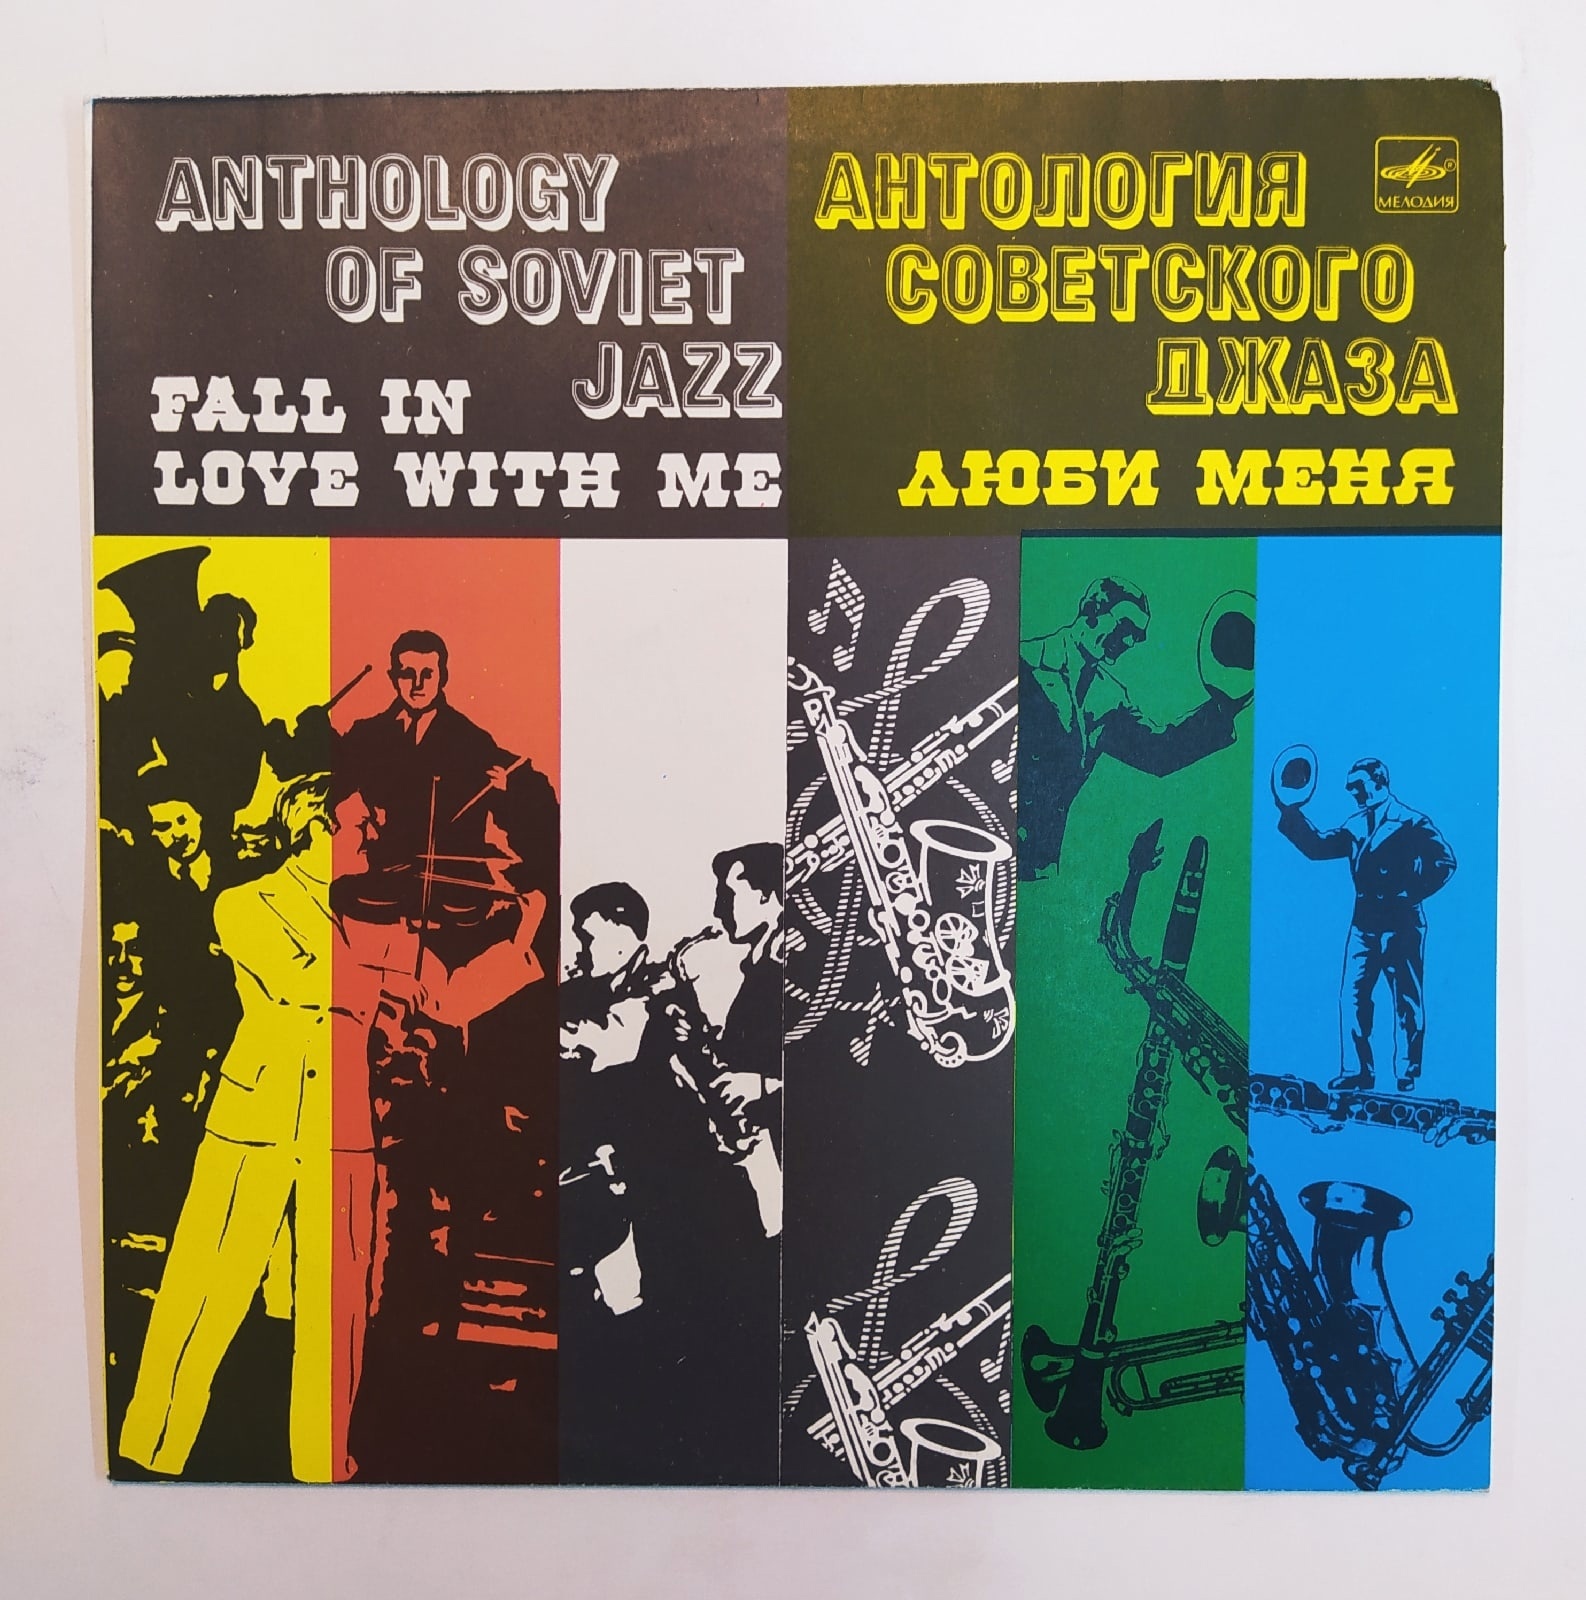 ANTHOLOGY
OF SOVIET
JAZZ
FALL IN
LOVE WITH ME
АНТОЛОГИЯ
СОВЕТСКОГО
ДЖАЗА
ЛЮБИ МЕНЯ
МЕЛОДИЯ